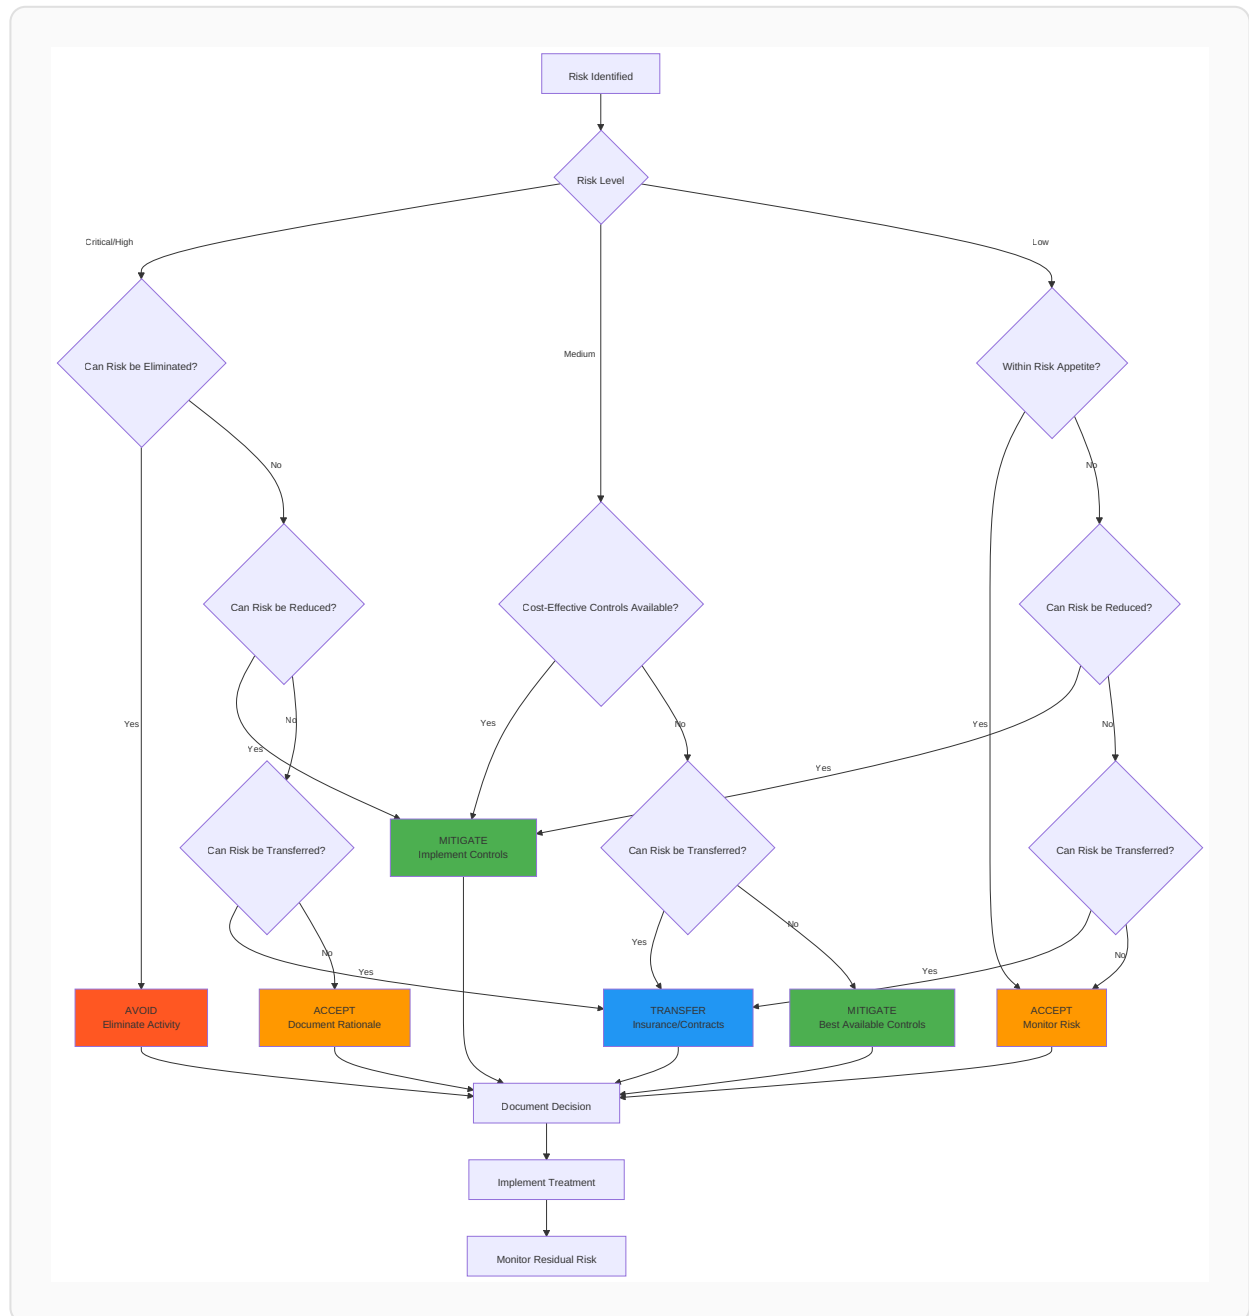 Risk Identified
Risk Level
Critical/High
Low
Medium
Can Risk be Eliminated?
Within Risk Appetite?
No
No
Can Risk be Reduced?
Cost-Effective Controls Available?
Can Risk be Reduced?
Yes
No
Yes
Yes
No
Yes
No
Yes
Can Risk be Transferred?
MITIGATE
Implement Controls
Can Risk be Transferred?
Can Risk be Transferred?
No
Yes
Yes
No
Yes
No
AVOID
Eliminate Activity
ACCEPT
Document Rationale
TRANSFER
Insurance/Contracts
MITIGATE
Best Available Controls
ACCEPT
Monitor Risk
Document Decision
Implement Treatment
Monitor Residual Risk